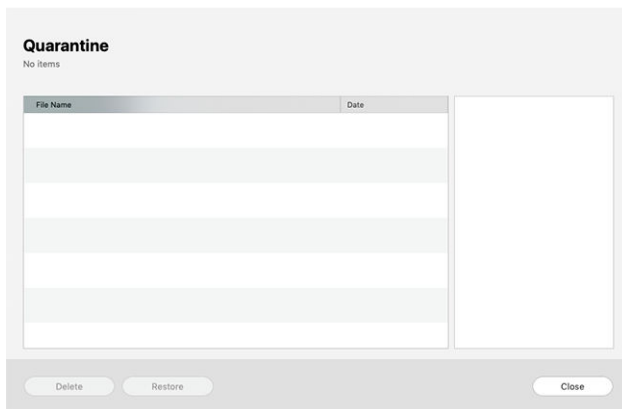 Quarantine
No items
File Name Date
Delete Restore Close